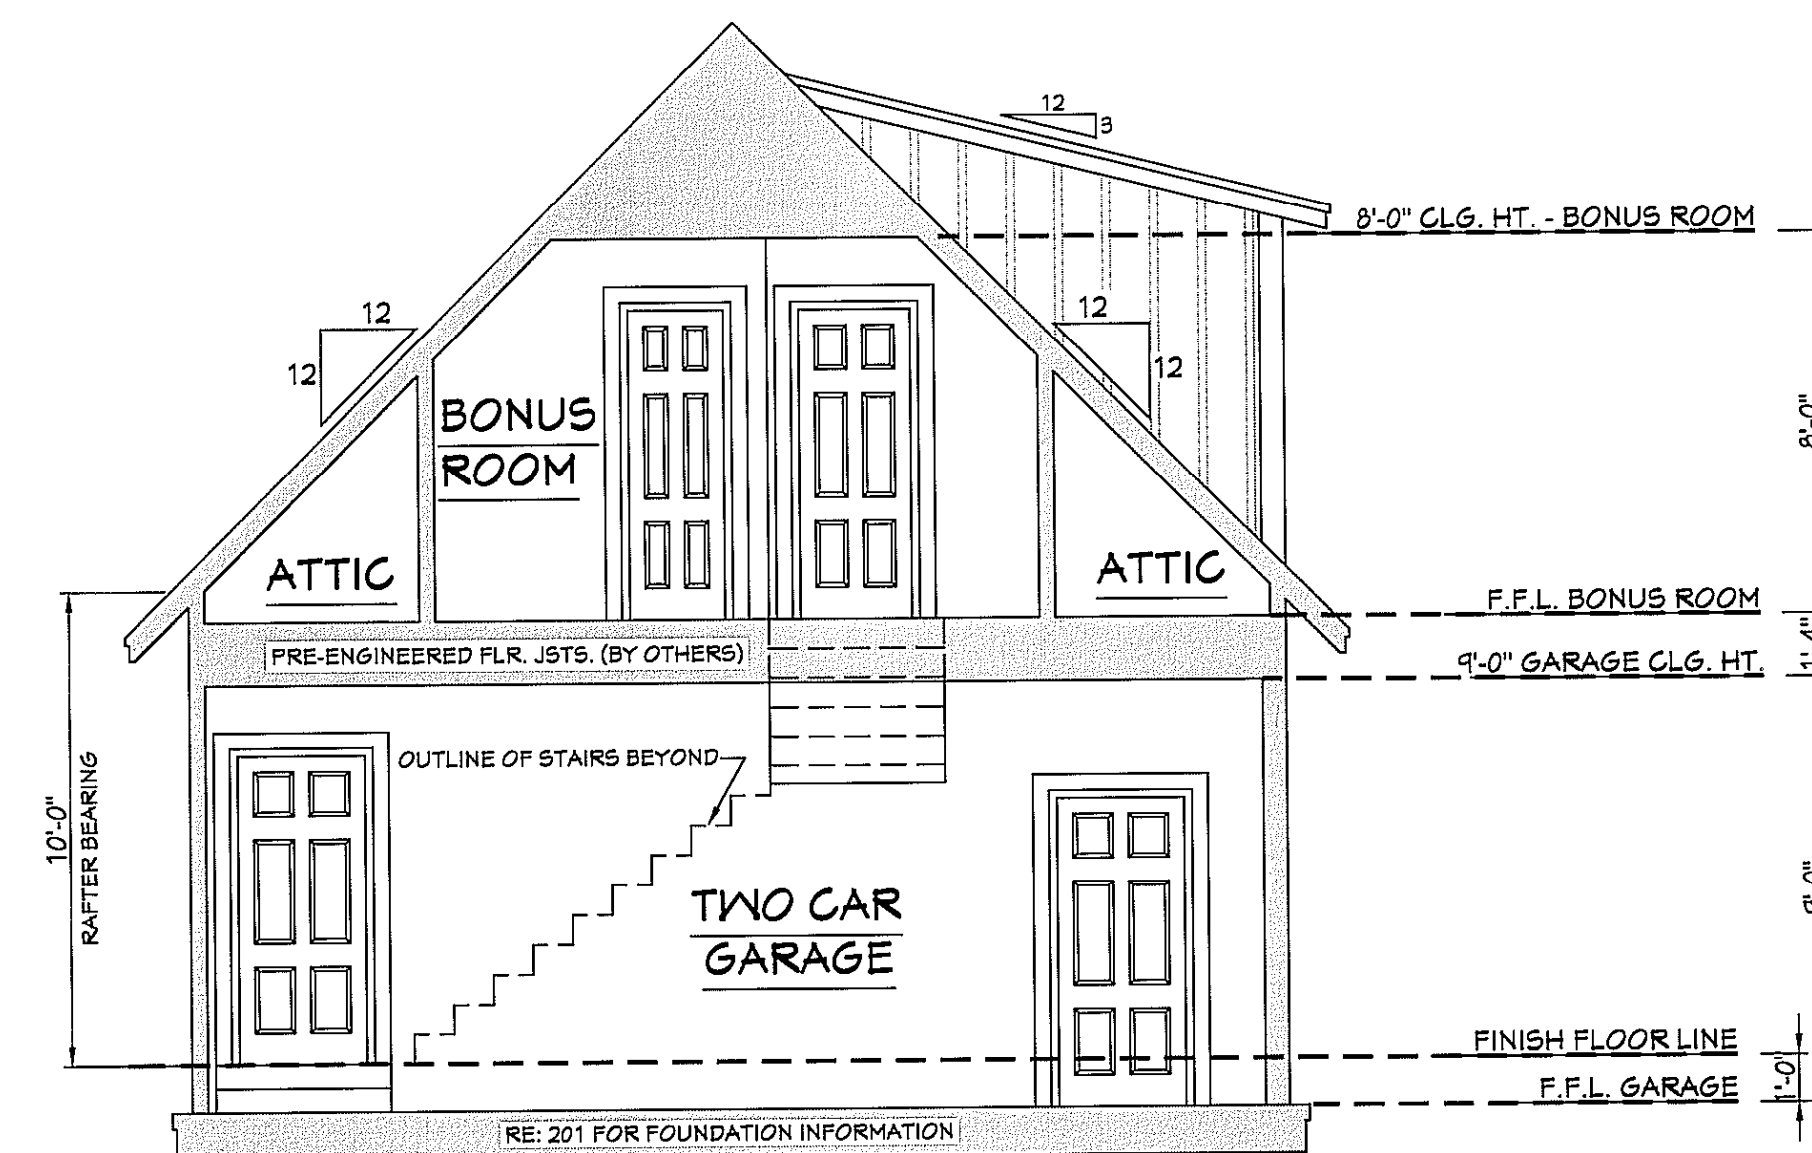 12
3
8'-0" CLG. HT. - BONUS ROOM
12
12
12
12
8'-0"
BONUS
ROOM
ATTIC
ATTIC
F.F.L. BONUS ROOM
PRE-ENGINEERED FLR. JSTS. (BY OTHERS)
9'-0" GARAGE CLG. HT.
OUTLINE OF STAIRS BEYOND
10'-0"
RAFTER BEARING
TWO CAR
GARAGE
FINISH FLOOR LINE
1'-0"
F.F.L. GARAGE
RE: 201 FOR FOUNDATION INFORMATION